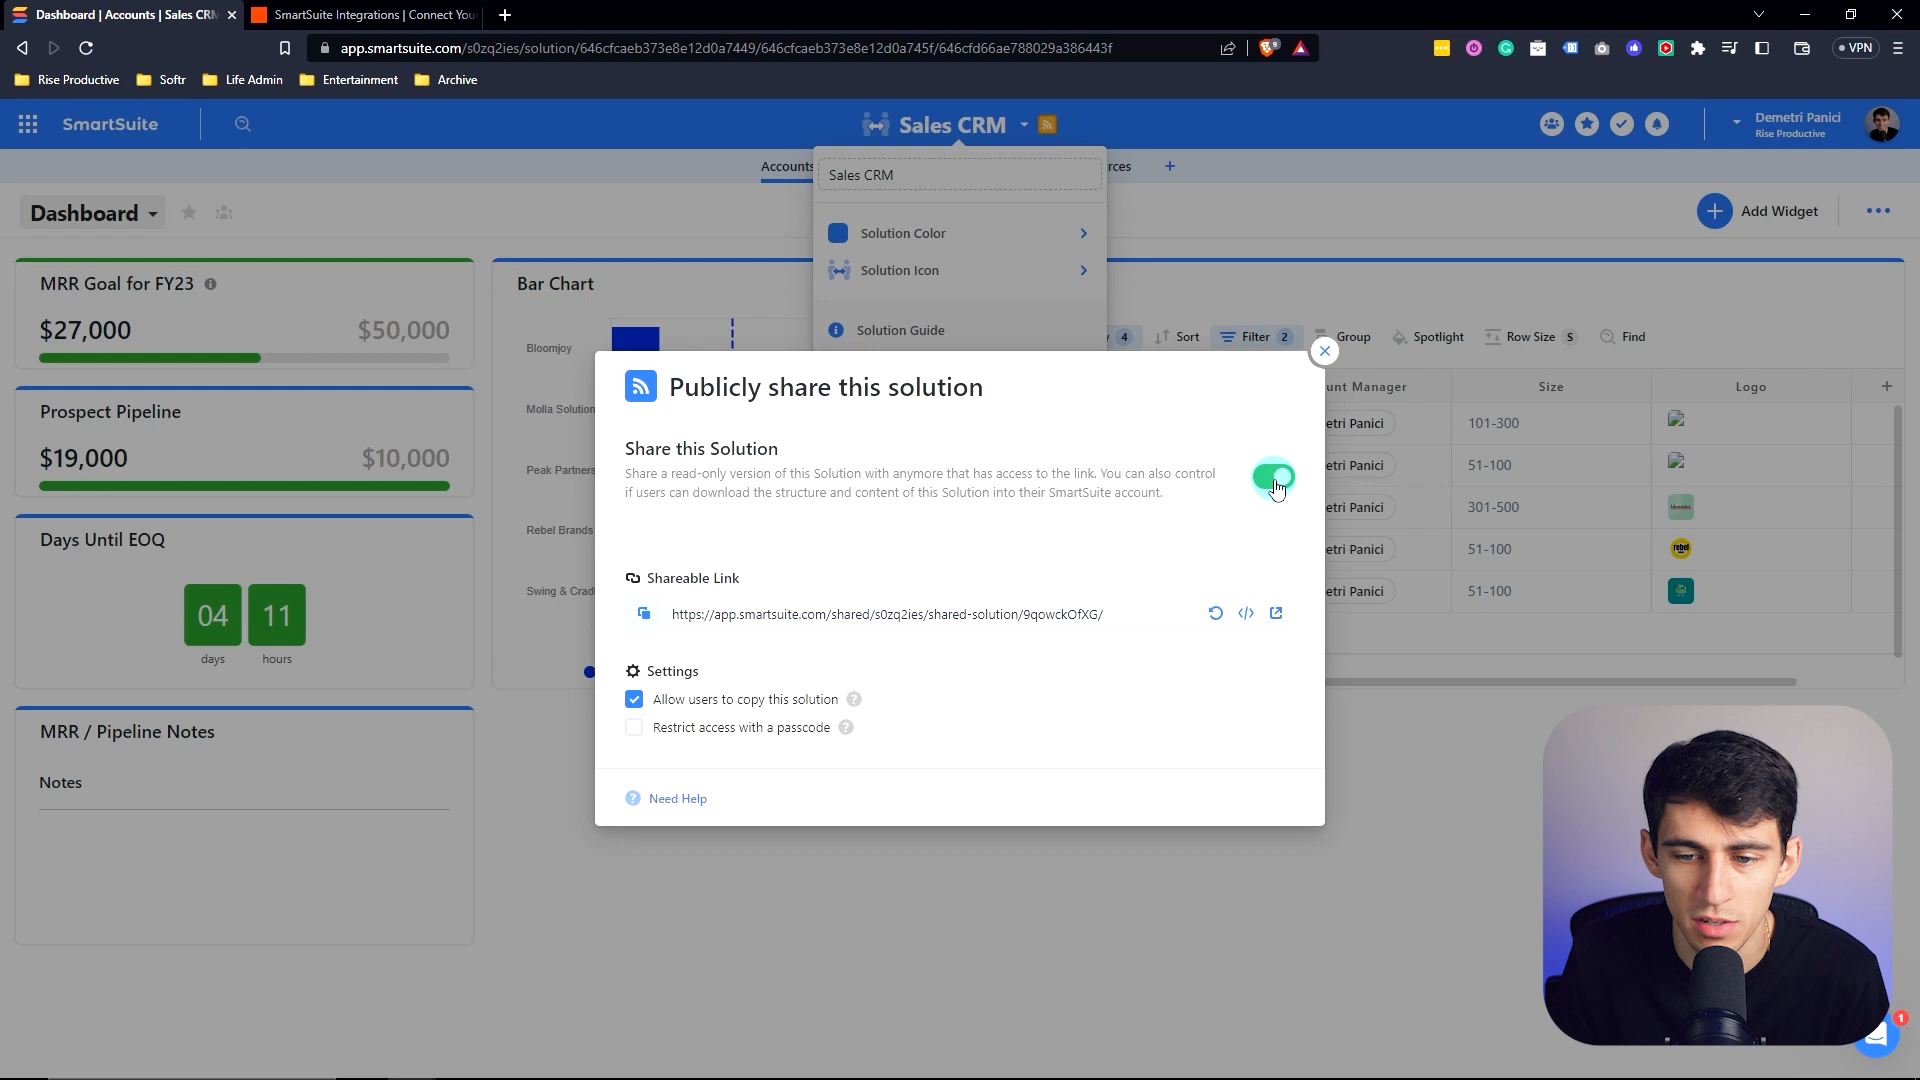 Dashboard | Accounts | Sales CRM
SmartSuite Integrations | Connect You
app.smartsuite.com/s0zq2ies/solution/646cfcaeb373e8e12d0a7449/646cfcaeb373e8e12d0a745f/646cfd66ae788029a386443f
VPN
Rise Productive
Softr
Life Admin
Entertainment
Archive
SmartSuite
Sales CRM
Demetri Panici
Rise Productive
Accounts
rces
Sales CRM
Dashboard
Add Widget
Solution Color
Solution Icon
Solution Guide
MRR Goal for FY23
$27,000
$50,000
Bar Chart
Bloomjoy
Molla Solution
Peak Partners
Rebel Brands
Swing & Cradl
4
Sort
Filter 2
Group
Spotlight
Row Size S
Find
unt Manager
Size
Logo
etri Panici
101-300
etri Panici
51-100
etri Panici
301-500
etri Panici
51-100
rebel
etri Panici
51-100
Prospect Pipeline
$19,000
$10,000
Days Until EOQ
04
11
days
hours
MRR / Pipeline Notes
Notes
Publicly share this solution
Share this Solution
Share a read-only version of this Solution with anymore that has access to the link. You can also control
if users can download the structure and content of this Solution into their SmartSuite account.
Shareable Link
https://app.smartsuite.com/shared/s0zq2ies/shared-solution/9qowckOfXG/
Settings
Allow users to copy this solution
Restrict access with a passcode
Need Help
1